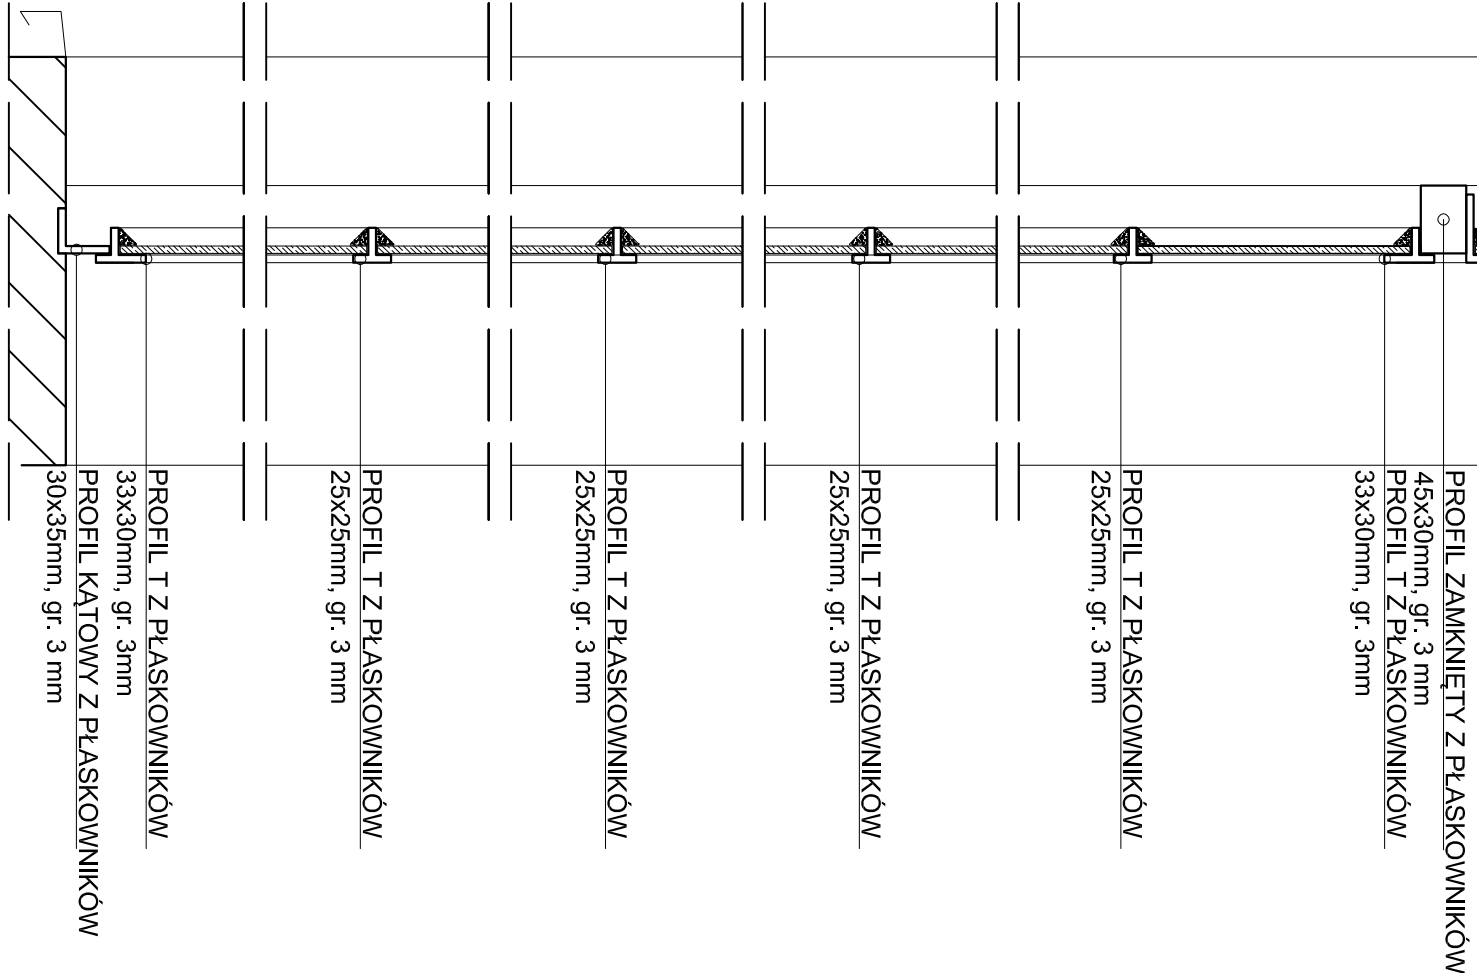 PROFIL ZAMKNIĘTY Z PŁASKOWNIKÓW
45x30mm, gr. 3 mm
PROFIL T Z PŁASKOWNIKÓW
33x30mm, gr. 3mm
PROFIL T Z PŁASKOWNIKÓW
25x25mm, gr. 3 mm
PROFIL T Z PŁASKOWNIKÓW
25x25mm, gr. 3 mm
PROFIL T Z PŁASKOWNIKÓW
25x25mm, gr. 3 mm
PROFIL T Z PŁASKOWNIKÓW
25x25mm, gr. 3 mm
PROFIL T Z PŁASKOWNIKÓW
33x30mm, gr. 3mm
PROFIL KĄTOWY Z PŁASKOWNIKÓW
30x35mm, gr. 3 mm